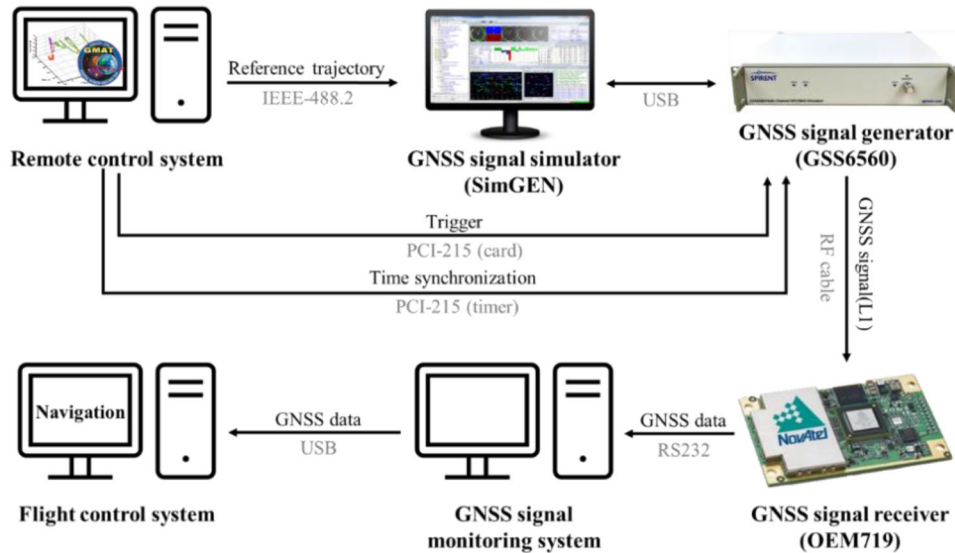 GMAT
SPIRENT
Reference trajectory
IEEE-488.2
USB
Remote control system
GNSS signal simulator
(SimGEN)
GNSS signal generator
(GSS6560)
Trigger
PCI-215 (card)
Time synchronization
PCI-215 (timer)
GNSS signal(L1)
RF cable
Navigation
GNSS data
USB
GNSS data
RS232
NovAtel
Flight control system
GNSS signal
monitoring system
GNSS signal receiver
(OEM719)